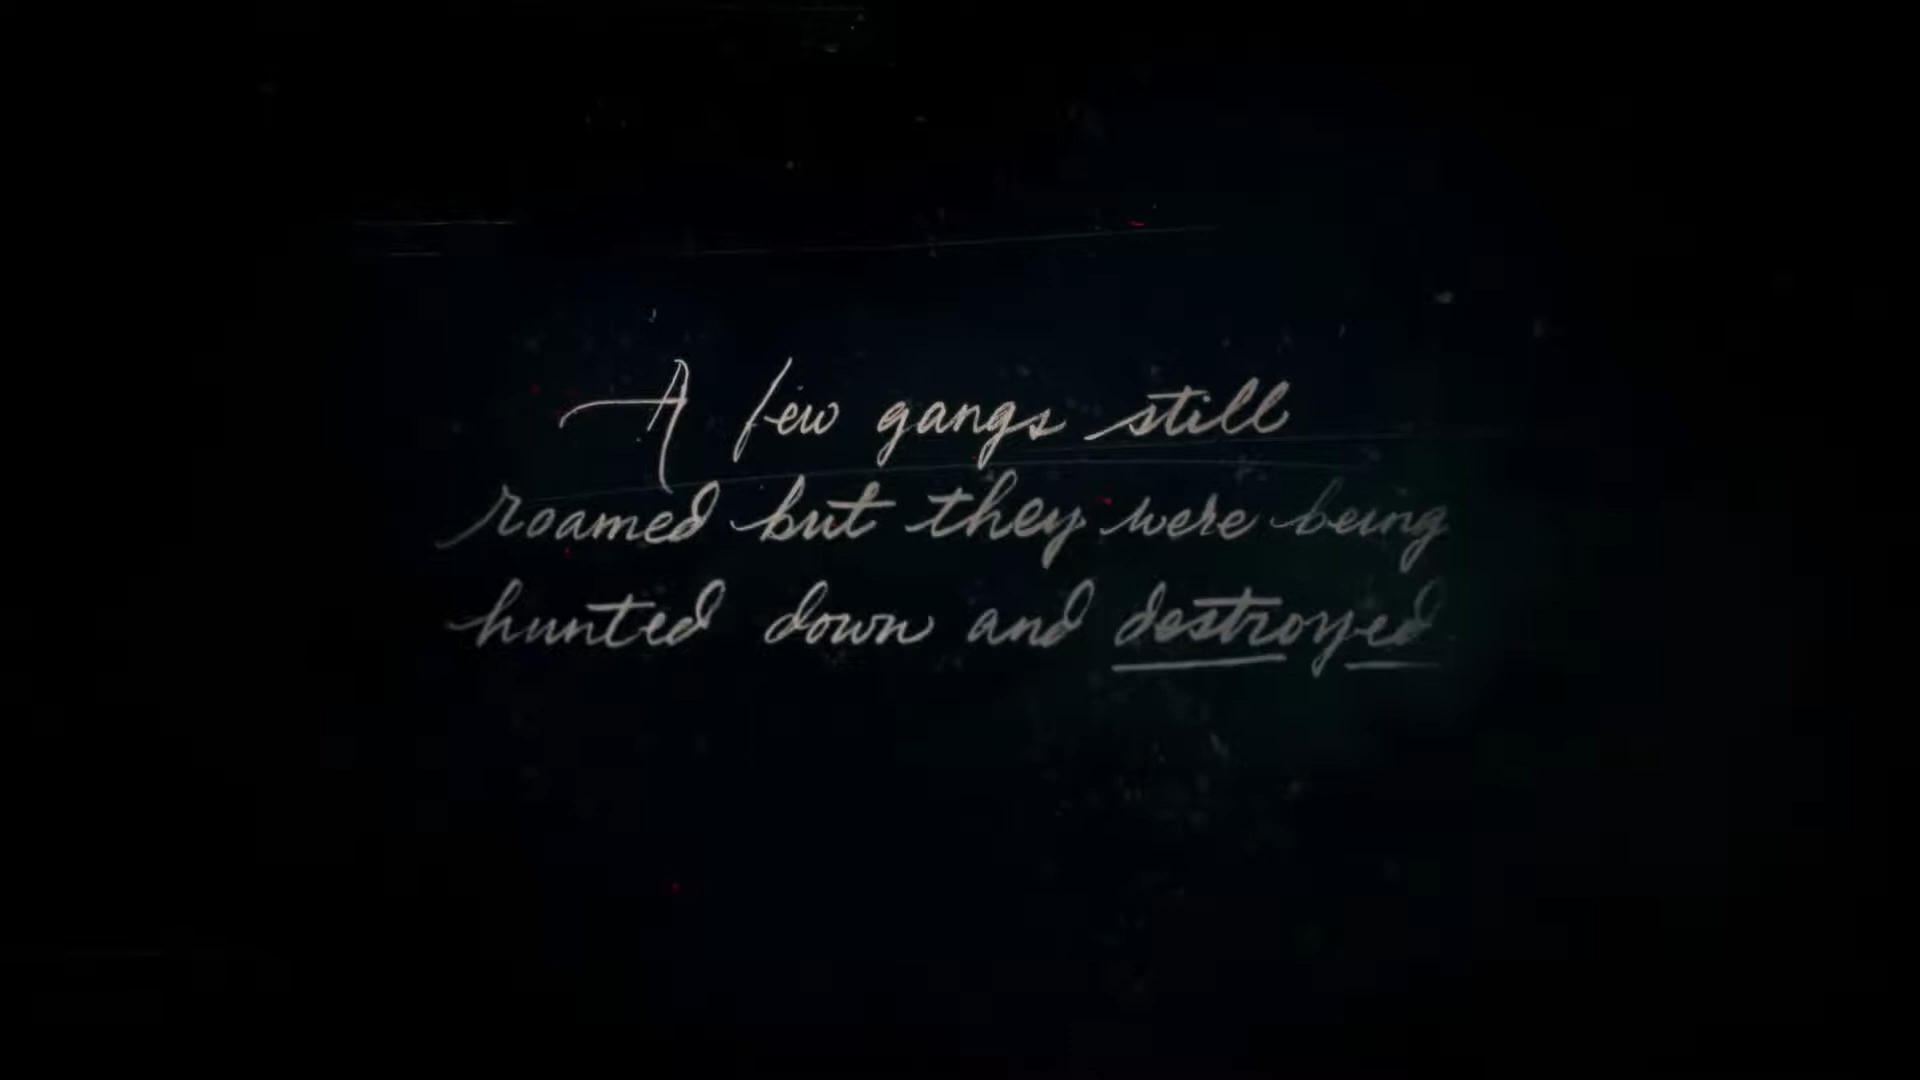 A few gangs still
roamed but they were being
hunted down and destroyed